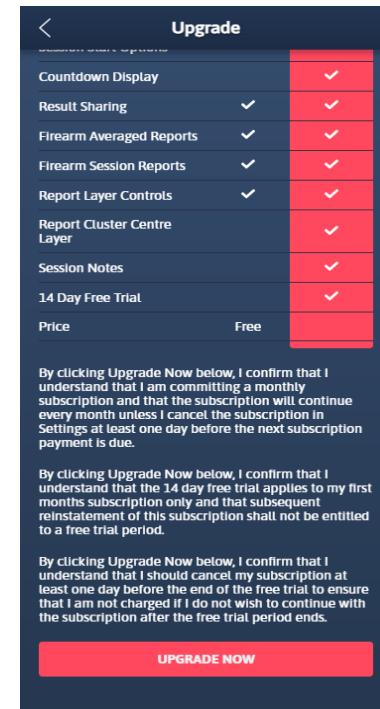 Upgrade
Session Start Options
Countdown Display
Result Sharing
Firearm Averaged Reports
Firearm Session Reports
Report Layer Controls
Report Cluster Centre
Layer
Session Notes
14 Day Free Trial
Price Free
By clicking Upgrade Now below, I confirm that I
understand that I am committing a monthly
subscription and that the subscription will continue
every month unless I cancel the subscription in
Settings at least one day before the next subscription
payment is due.
By clicking Upgrade Now below, I confirm that I
understand that the 14 day free trial applies to my first
months subscription only and that subsequent
reinstatement of this subscription shall not be entitled
to a free trial period.
By clicking Upgrade Now below, I confirm that I
understand that I should cancel my subscription at
least one day before the end of the free trial to ensure
that I am not charged if I do not wish to continue with
the subscription after the free trial period ends.
UPGRADE NOW